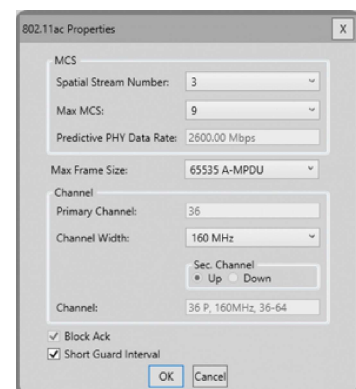 802.11ac Properties
X
MCS
Spatial Stream Number: 3
Max MCS: 9
Predictive PHY Data Rate: 2600.00 Mbps
Max Frame Size: 65535 A-MPDU
Channel
Primary Channel: 36
Channel Width: 160 MHz
Sec. Channel
Up Down
Channel: 36 P, 160MHz, 36-64
Block Ack
Short Guard Interval
OK Cancel